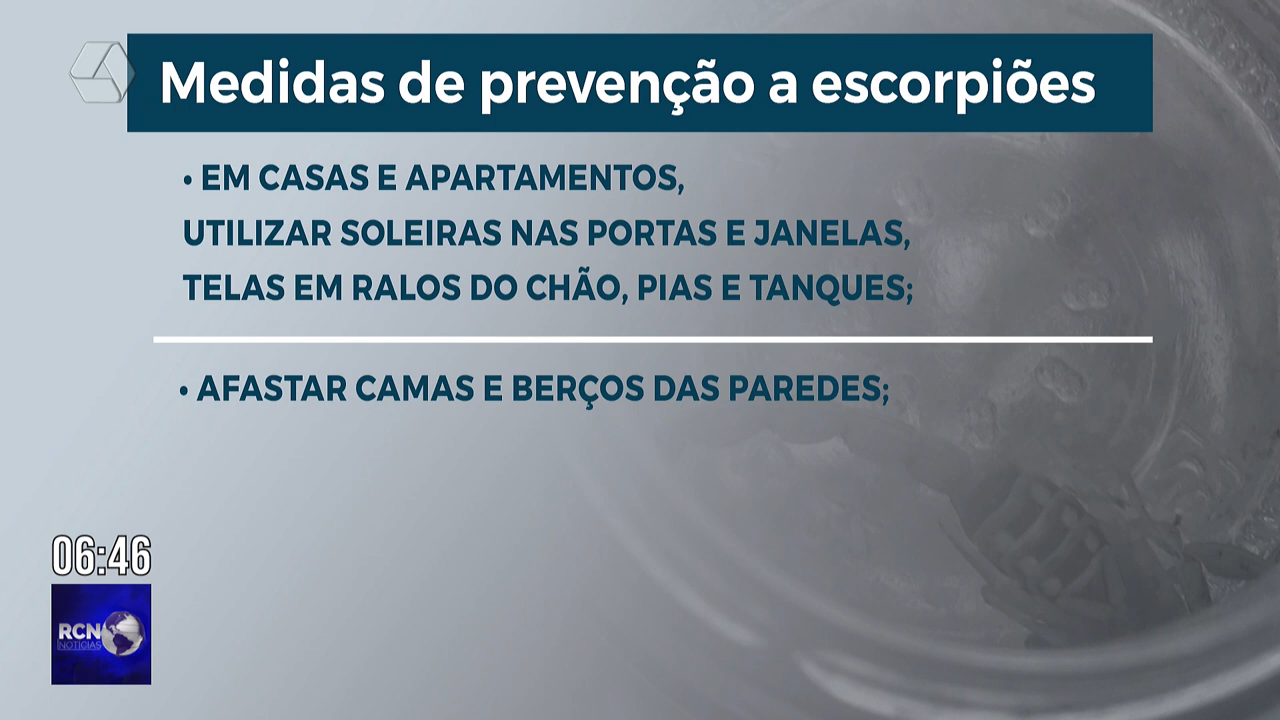 Medidas de prevenção a escorpiões
• EM CASAS E APARTAMENTOS,
UTILIZAR SOLEIRAS NAS PORTAS E JANELAS,
TELAS EM RALOS DO CHÃO, PIAS E TANQUES;
• AFASTAR CAMAS E BERÇOS DAS PAREDES;
06:46
RCN
NOTÍCIAS